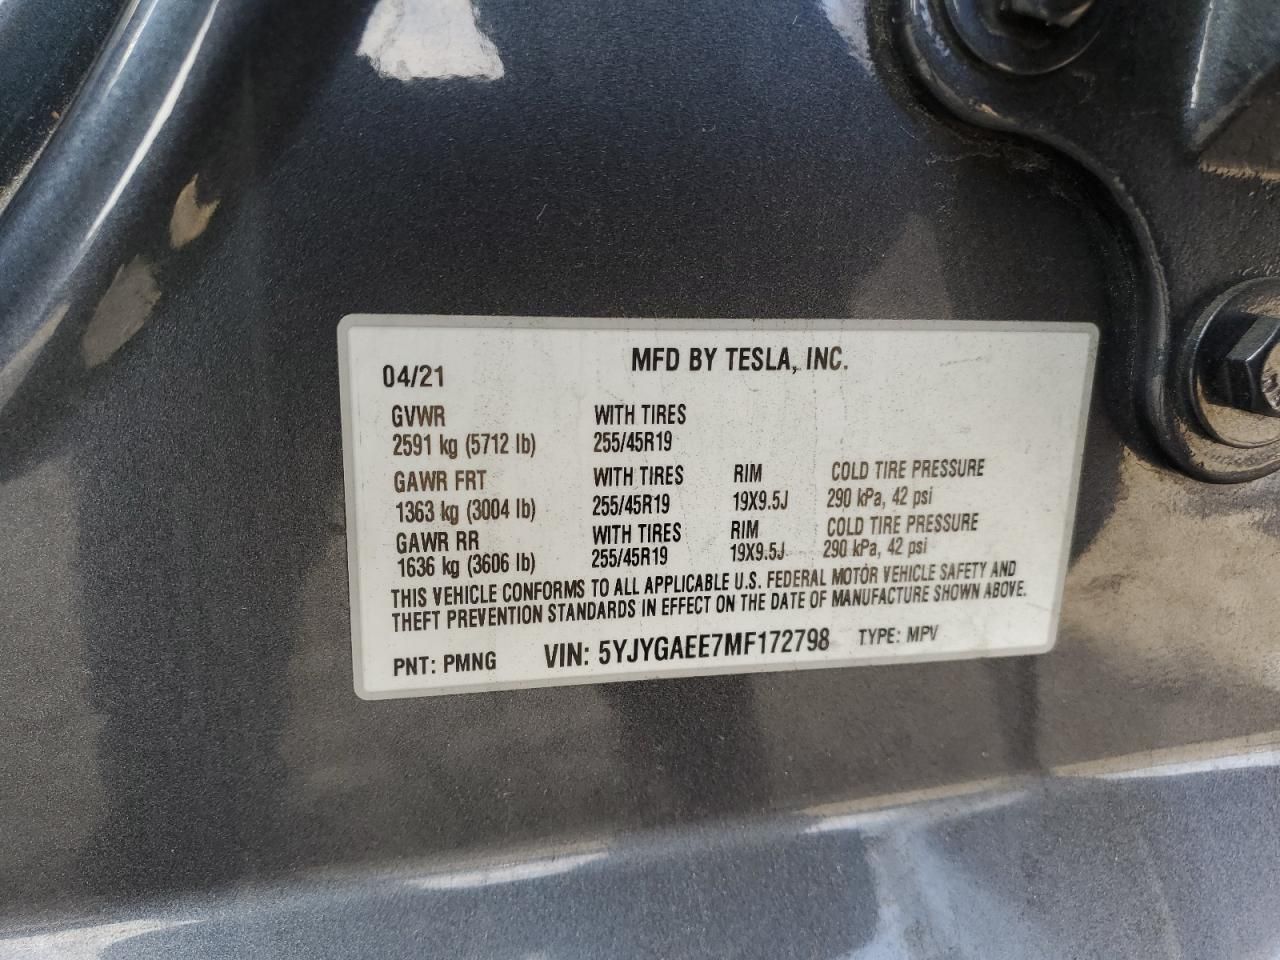 MFD BY TESLA, INC.
04/21
GVWR WITH TIRES
2591 kg (5712 lb) 255/45R19
GAWR FRT WITH TIRES RIM COLD TIRE PRESSURE
1363 kg (3004 lb) 255/45R19 19X9.5J 290 kPa, 42 psi
GAWR RR WITH TIRES RIM COLD TIRE PRESSURE
1636 kg (3606 lb) 255/45R19 19X9.5J 290 kPa, 42 psi
THIS VEHICLE CONFORMS TO ALL APPLICABLE U.S. FEDERAL MOTOR VEHICLE SAFETY AND
THEFT PREVENTION STANDARDS IN EFFECT ON THE DATE OF MANUFACTURE SHOWN ABOVE.
PNT: PMNG VIN: 5YJYGAEE7MF172798 TYPE: MPV